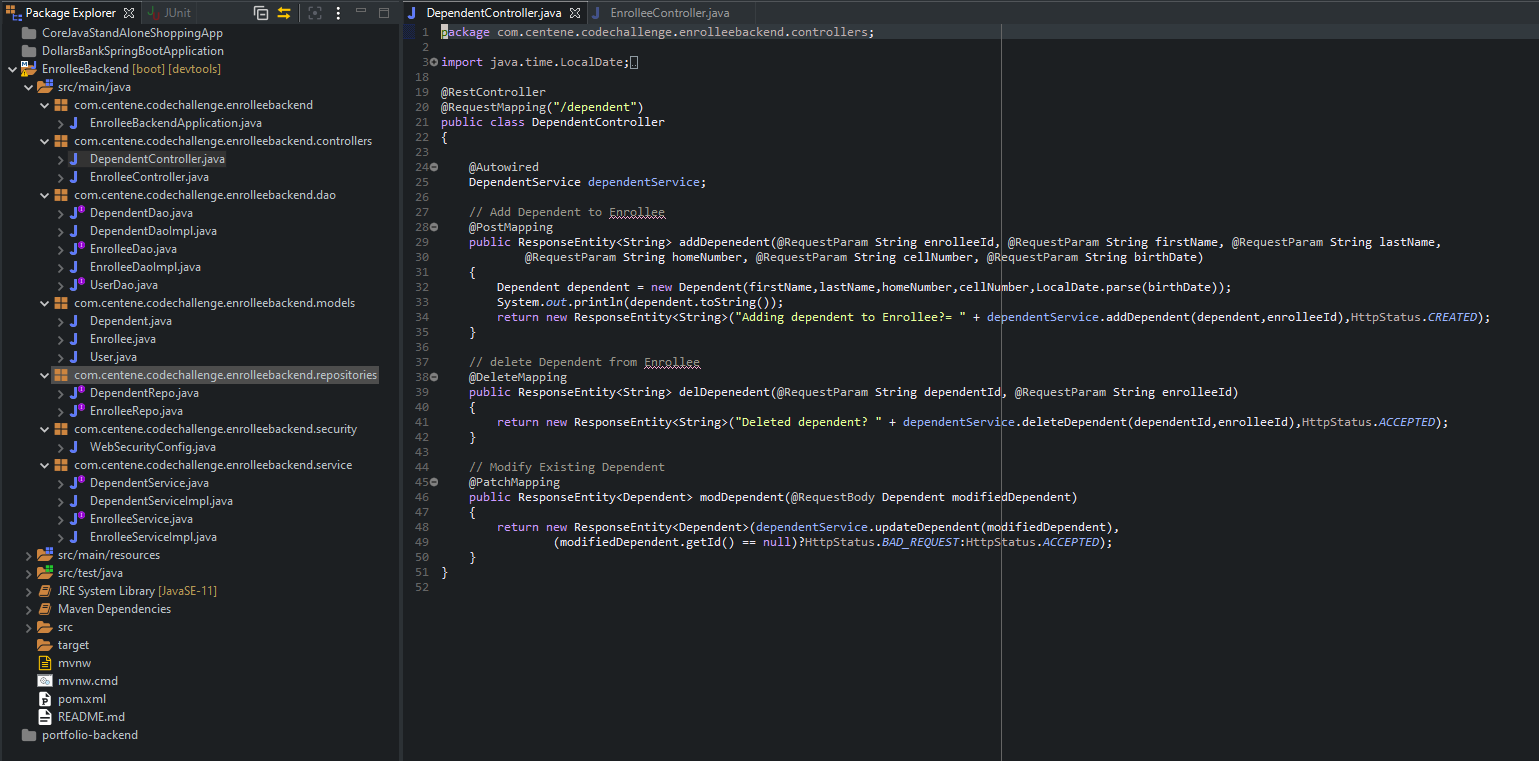 Package Explorer
JUnit
CoreJavaStandAloneShoppingApp
DollarsBankSpringBootApplication
EnrolleeBackend [boot] [devtools]
src/main/java
com.centene.codechallenge.enrolleebackend
EnrolleeBackendApplication.java
com.centene.codechallenge.enrolleebackend.controllers
DependentController.java
EnrolleeController.java
com.centene.codechallenge.enrolleebackend.dao
DependentDao.java
DependentDaoImpl.java
EnrolleeDao.java
EnrolleeDaoImpl.java
UserDao.java
com.centene.codechallenge.enrolleebackend.models
Dependent.java
Enrollee.java
User.java
com.centene.codechallenge.enrolleebackend.repositories
DependentRepo.java
EnrolleeRepo.java
com.centene.codechallenge.enrolleebackend.security
WebSecurityConfig.java
com.centene.codechallenge.enrolleebackend.service
DependentService.java
DependentServiceImpl.java
EnrolleeService.java
EnrolleeServiceImpl.java
src/main/resources
src/test/java
JRE System Library [JavaSE-11]
Maven Dependencies
src
target
mvnw
mvnw.cmd
pom.xml
README.md
portfolio-backend
DependentController.java
EnrolleeController.java
1 package com.centene.codechallenge.enrolleebackend.controllers;
2
3 import java.time.LocalDate;
18
19 @RestController
20 @RequestMapping("/dependent")
21 public class DependentController
22 {
23
24 @Autowired
25 DependentService dependentService;
26
27 // Add Dependent to Enrollee
28 @PostMapping
29 public ResponseEntity<String> addDepenedent(@RequestParam String enrolleeId, @RequestParam String firstName, @RequestParam String lastName,
30 @RequestParam String homeNumber, @RequestParam String cellNumber, @RequestParam String birthDate)
31 {
32 Dependent dependent = new Dependent(firstName,lastName,homeNumber,cellNumber,LocalDate.parse(birthDate));
33 System.out.println(dependent.toString());
34 return new ResponseEntity<String>("Adding dependent to Enrollee?= " + dependentService.addDependent(dependent,enrolleeId),HttpStatus.CREATED);
35 }
36
37 // delete Dependent from Enrollee
38 @DeleteMapping
39 public ResponseEntity<String> delDepenedent(@RequestParam String dependentId, @RequestParam String enrolleeId)
40 {
41 return new ResponseEntity<String>("Deleted dependent? " + dependentService.deleteDependent(dependentId,enrolleeId),HttpStatus.ACCEPTED);
42 }
43
44 // Modify Existing Dependent
45 @PatchMapping
46 public ResponseEntity<Dependent> modDependent(@RequestBody Dependent modifiedDependent)
47 {
48 return new ResponseEntity<Dependent>(dependentService.updateDependent(modifiedDependent),
49 (modifiedDependent.getId() == null)?HttpStatus.BAD_REQUEST:HttpStatus.ACCEPTED);
50 }
51 }
52